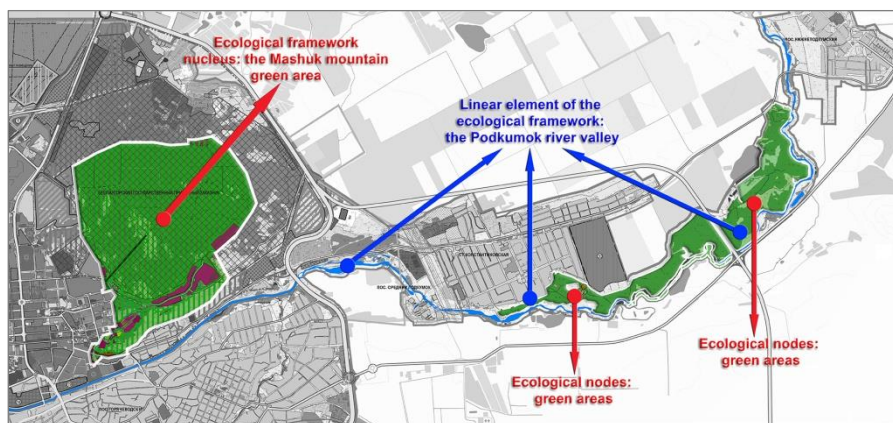 Ecological framework
nucleus: the Mashuk mountain
green area
Linear element of the
ecological framework:
the Podkumok river valley
Ecological nodes:
green areas
Ecological nodes:
green areas